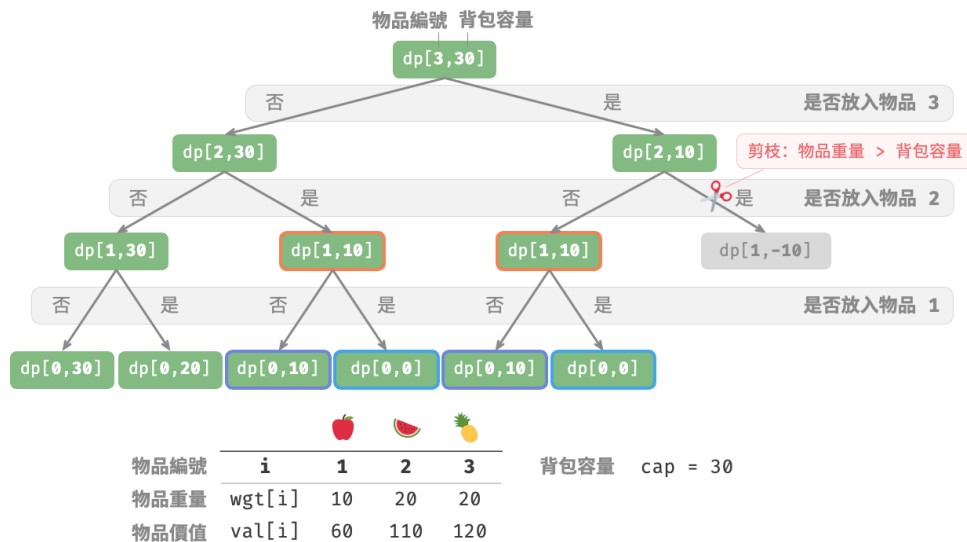 物品編號 背包容量
dp[3,30]
否 是 是否放入物品 3
dp[2,30] dp[2,10] 剪枝: 物品重量 > 背包容量
否 是 否 是 是否放入物品 2
dp[1,30] dp[1,10] dp[1,10] dp[1,-10]
否 是 否 是 否 是 是否放入物品 1
dp[0,30] dp[0,20] dp[0,10] dp[0,0] dp[0,10] dp[0,0]
物品編號 i 1 2 3 背包容量 cap = 30
物品重量 wgt[i] 10 20 20
物品價值 val[i] 60 110 120